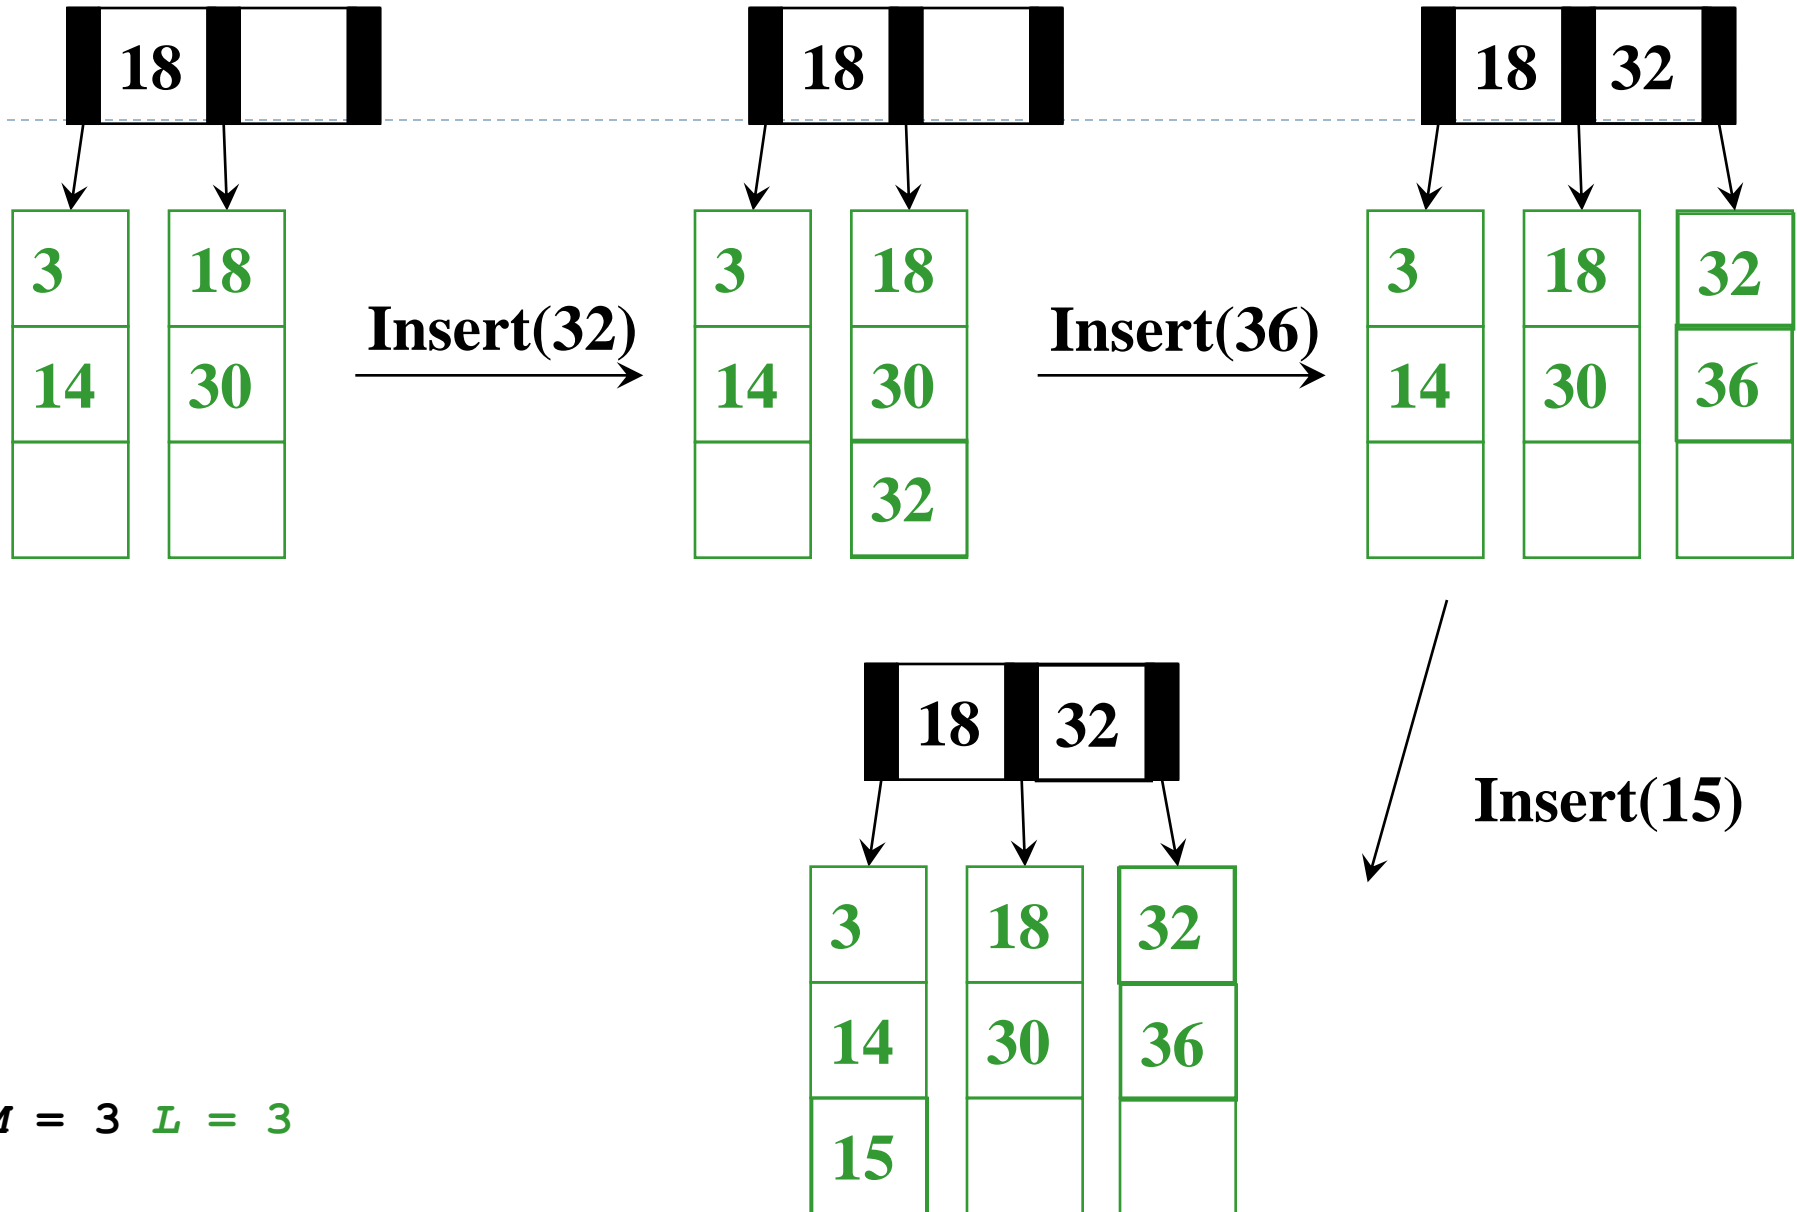 18 18 18 32
3 18 3 18 3 18 32
Insert(32) Insert(36)
14 30 14 30 14 30 36
32
18 32
Insert(15)
3 18 32
14 30 36
= 3 L = 3
15